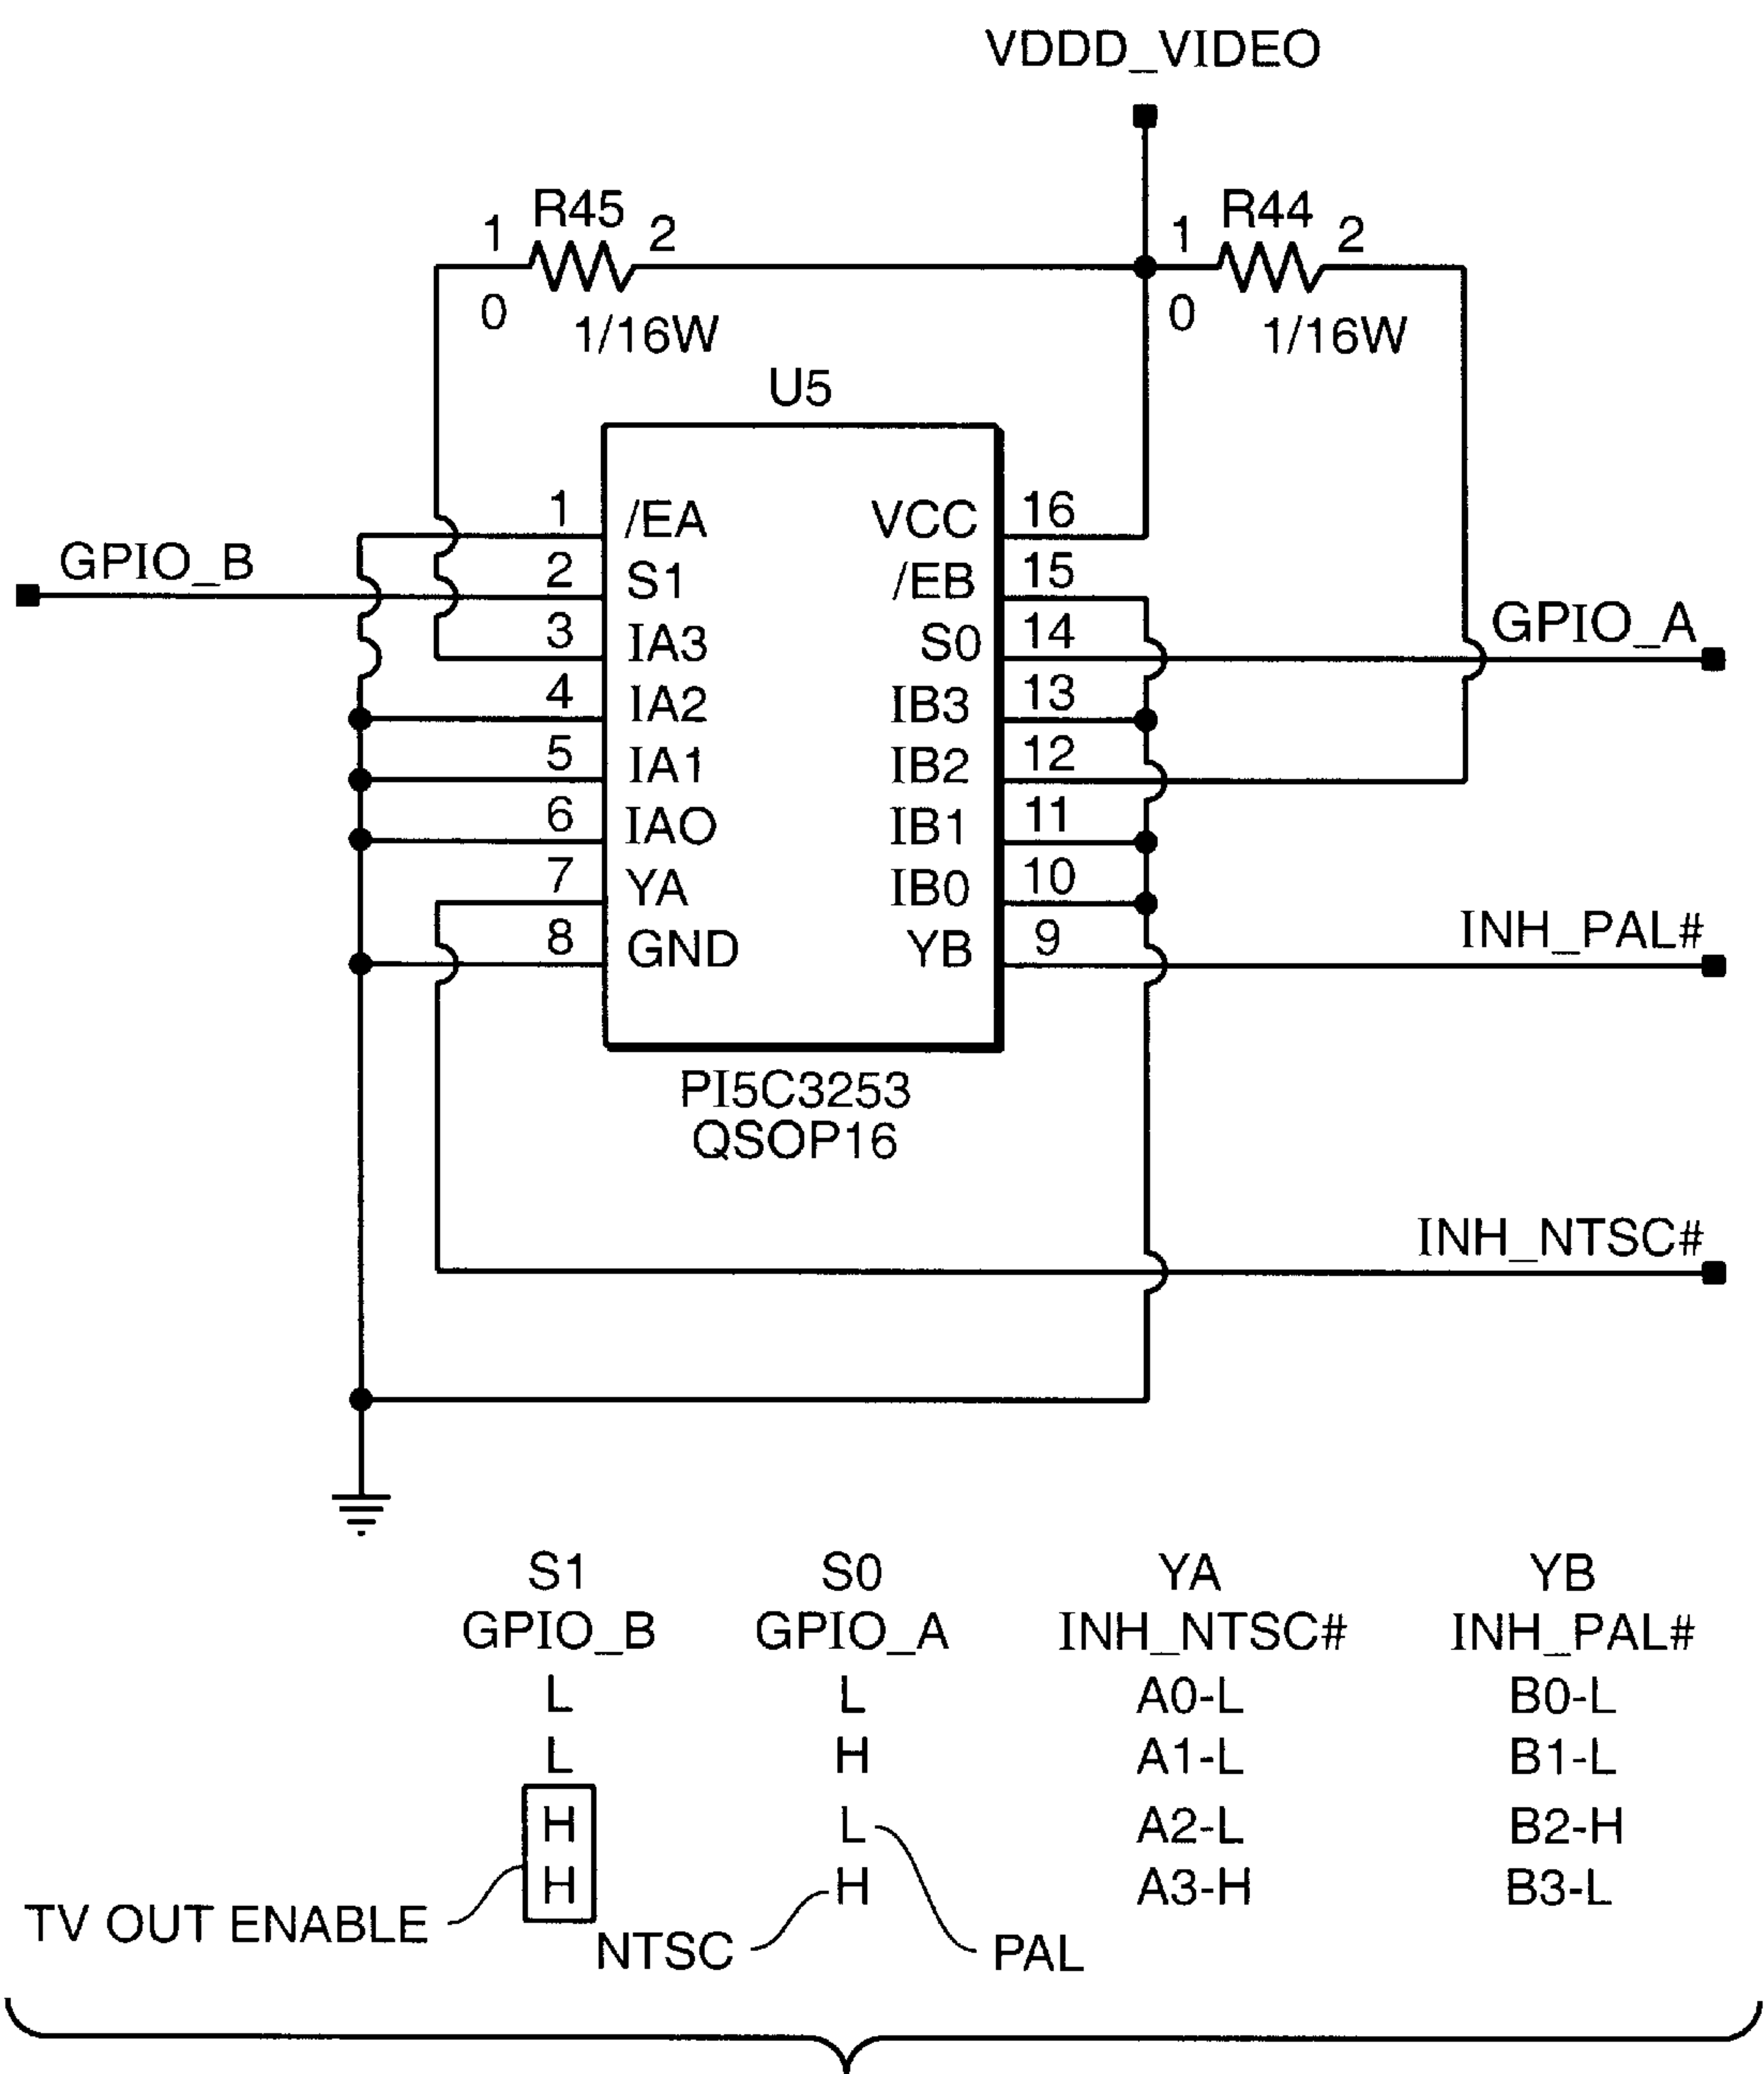 VDDD_VIDEO
R45
1 2
0
1/16W
R44
1 2
0
1/16W
U5
GPIO_B
1 /EA
2 S1
3 IA3
4 IA2
5 IA1
6 IAO
7 YA
8 GND
VCC 16
/EB 15
S0 14
IB3 13
IB2 12
IB1 11
IB0 10
YB 9
GPIO_A
INH_PAL#
PI5C3253
QSOP16
INH_NTSC#
S1 S0 YA YB
GPIO_B GPIO_A INH_NTSC# INH_PAL#
L L A0-L B0-L
L H A1-L B1-L
H L A2-L B2-H
H H A3-H B3-L
TV OUT ENABLE
NTSC
PAL